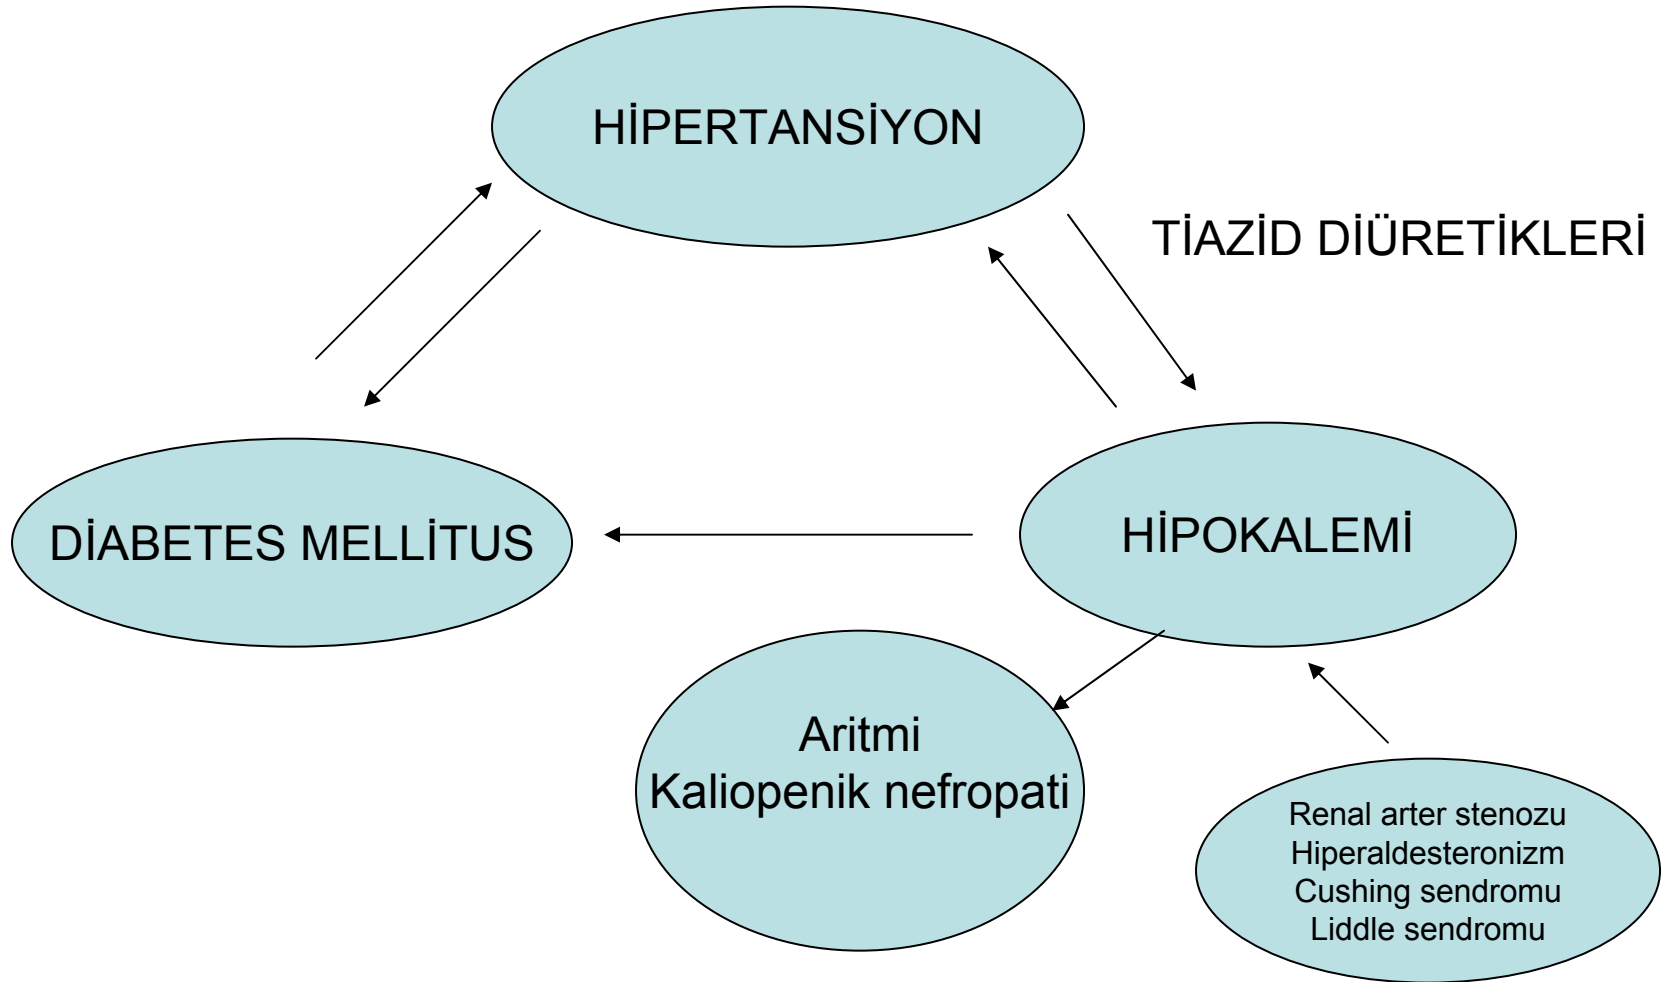 HİPERTANSİYON
TİAZİD DİÜRETİKLERİ
DİABETES MELLİTUS
HİPOKALEMİ
Aritmi
Kaliopenik nefropati
Renal arter stenozu
Hiperaldesteronizm
Cushing sendromu
Liddle sendromu